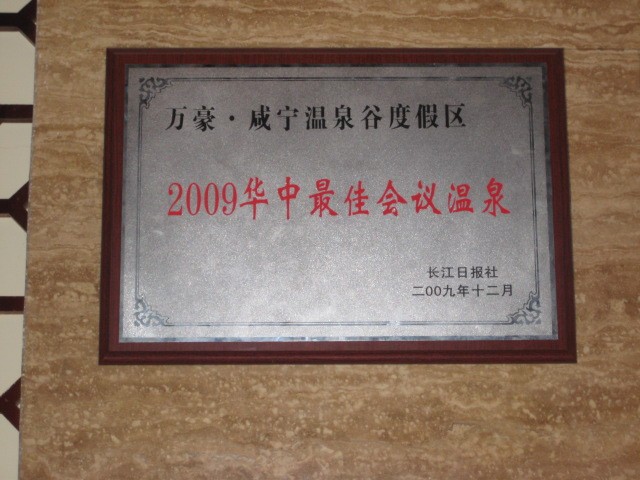 万豪·咸宁温泉谷度假区
2009华中最佳会议温泉
长江日报社
二00九年十二月